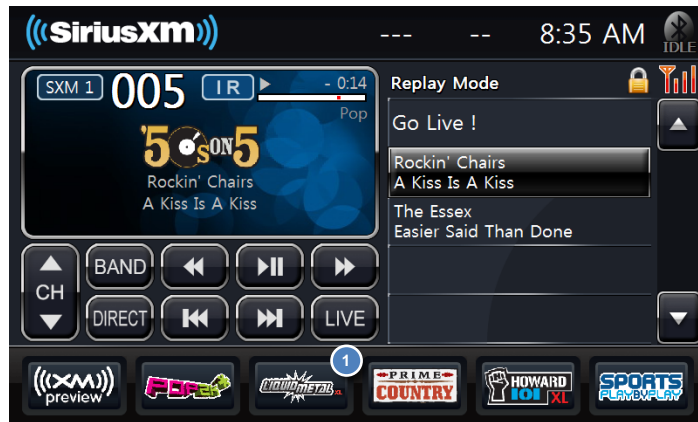 ((SiriusXM))
--- -- 8:35 AM
IDLE
SXM 1 005 IR - 0:14
Pop
'50s ON 5
Rockin' Chairs
A Kiss Is A Kiss
Replay Mode
Go Live !
Rockin' Chairs
A Kiss Is A Kiss
The Essex
Easier Said Than Done
CH
BAND
DIRECT
LIVE
1
(((XM))) preview
POP2K
LIQUID METAL XL
PRIME COUNTRY
HOWARD 101 XL
SPORTS PLAY BY PLAY